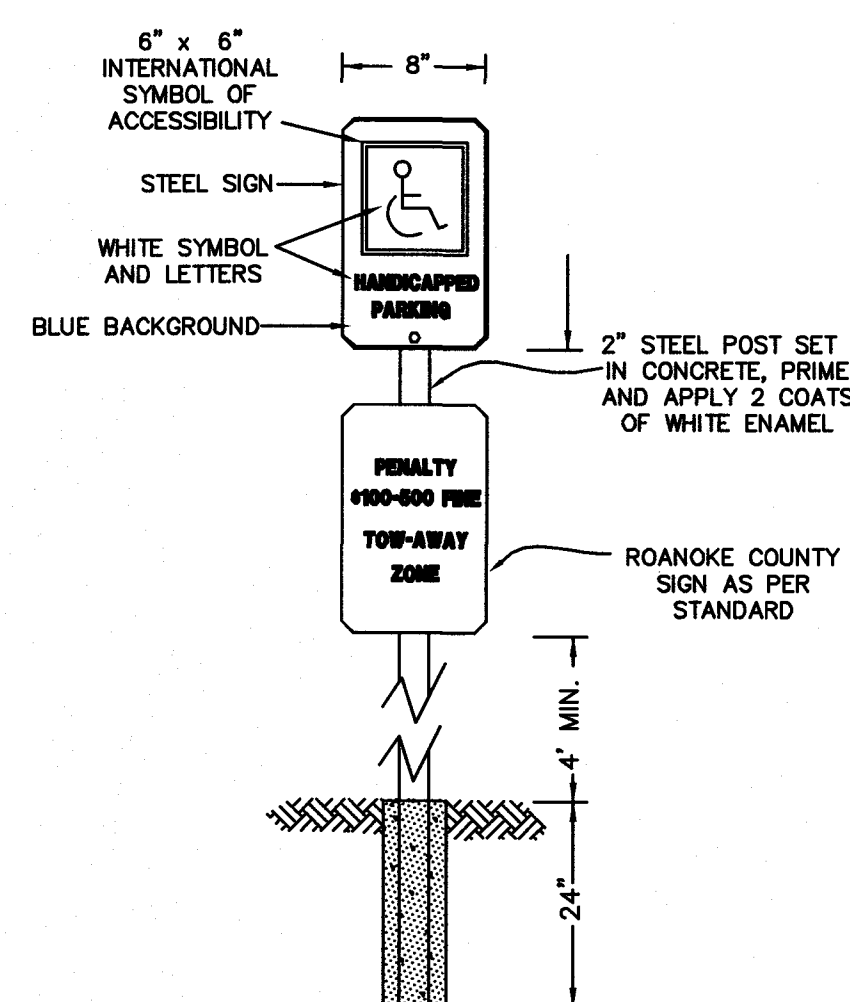 6" x 6"
INTERNATIONAL
SYMBOL OF
ACCESSIBILITY
8"
STEEL SIGN
WHITE SYMBOL
AND LETTERS
HANDICAPPED
PARKING
BLUE BACKGROUND
2" STEEL POST SET
IN CONCRETE, PRIME
AND APPLY 2 COATS
OF WHITE ENAMEL
PENALTY
$100-500 FINE
TOW-AWAY
ZONE
ROANOKE COUNTY
SIGN AS PER
STANDARD
4' MIN.
24"